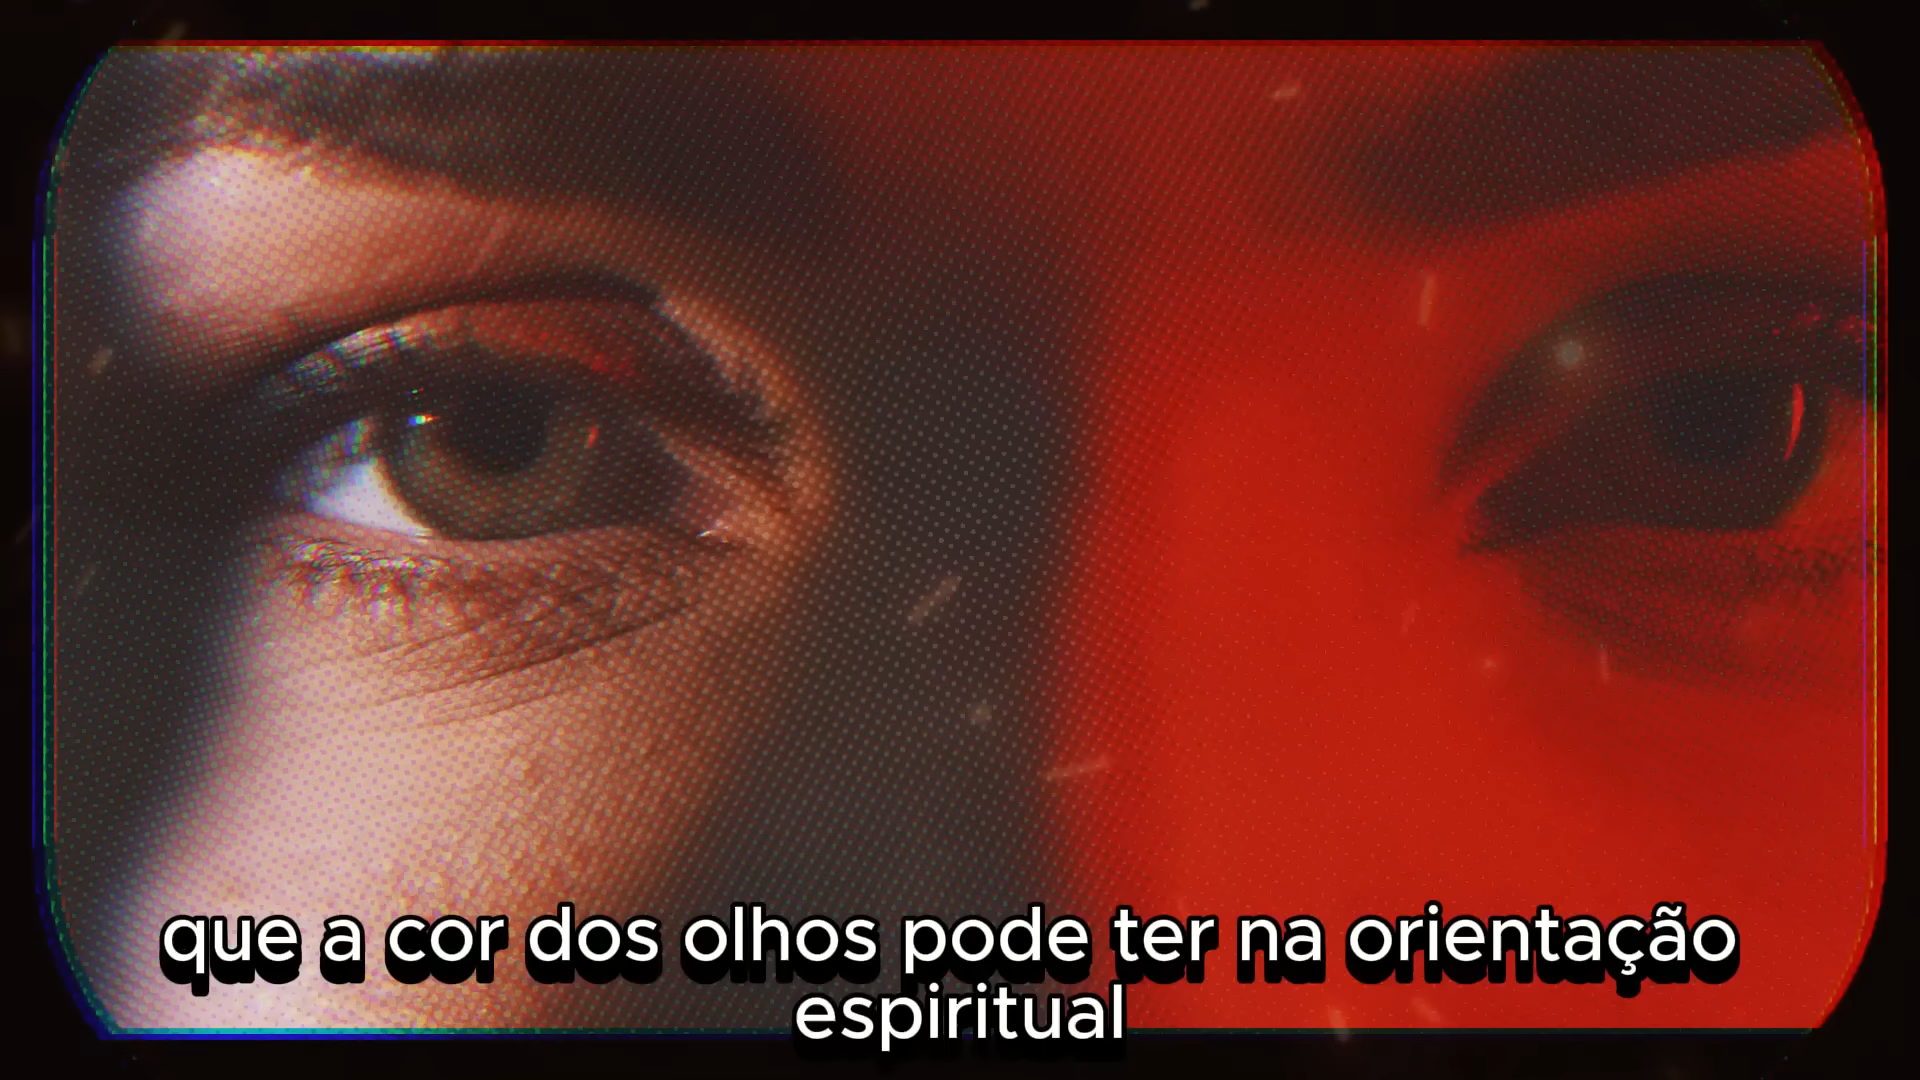 que a cor dos olhos pode ter na orientação
espiritual